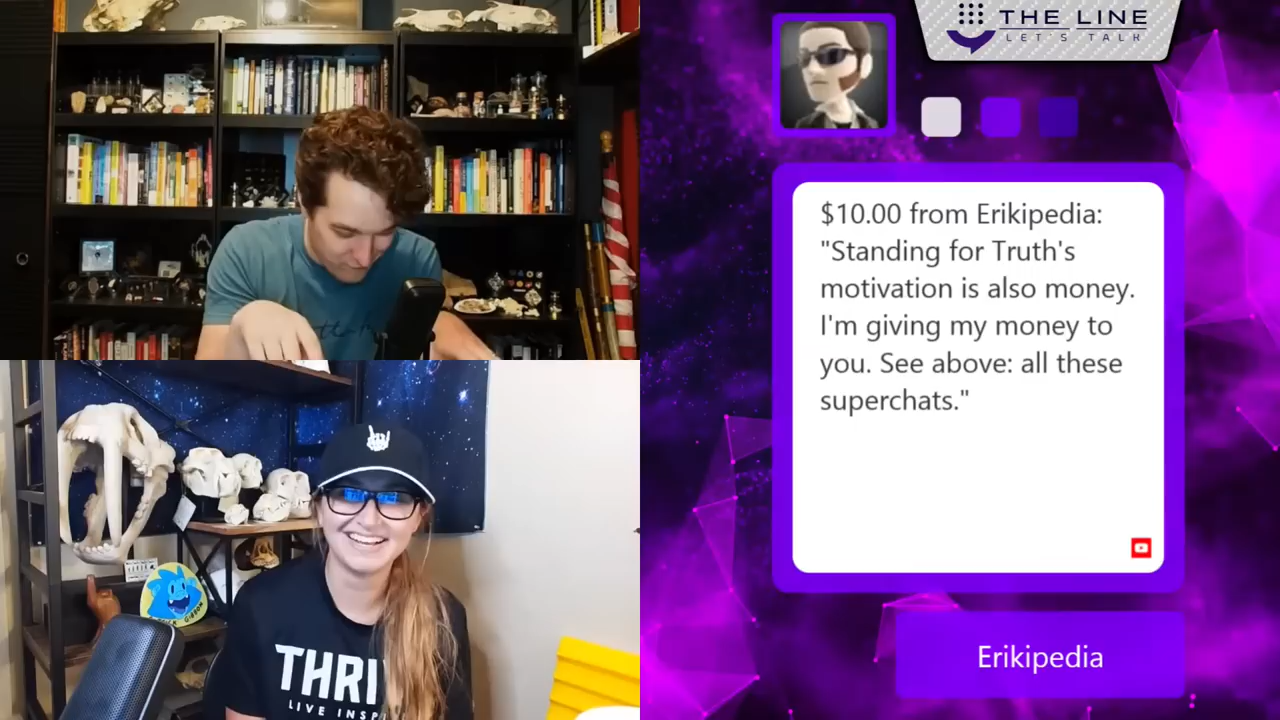 THE LINE
LET'S TALK
$10.00 from Erikipedia:
"Standing for Truth's
motivation is also money.
I'm giving my money to
you. See above: all these
superchats."
Erikipedia
THRI
LIVE INSP